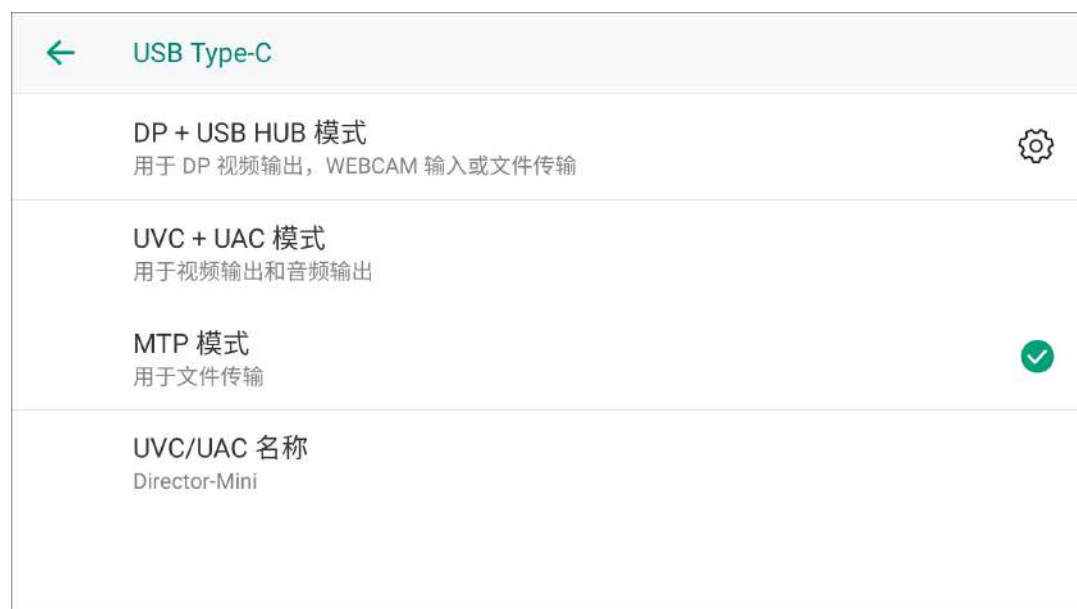 USB Type-C
DP + USB HUB 模式
用于 DP 视频输出，WEBCAM 输入或文件传输
UVC + UAC 模式
用于视频输出和音频输出
MTP 模式
用于文件传输
UVC/UAC 名称
Director-Mini